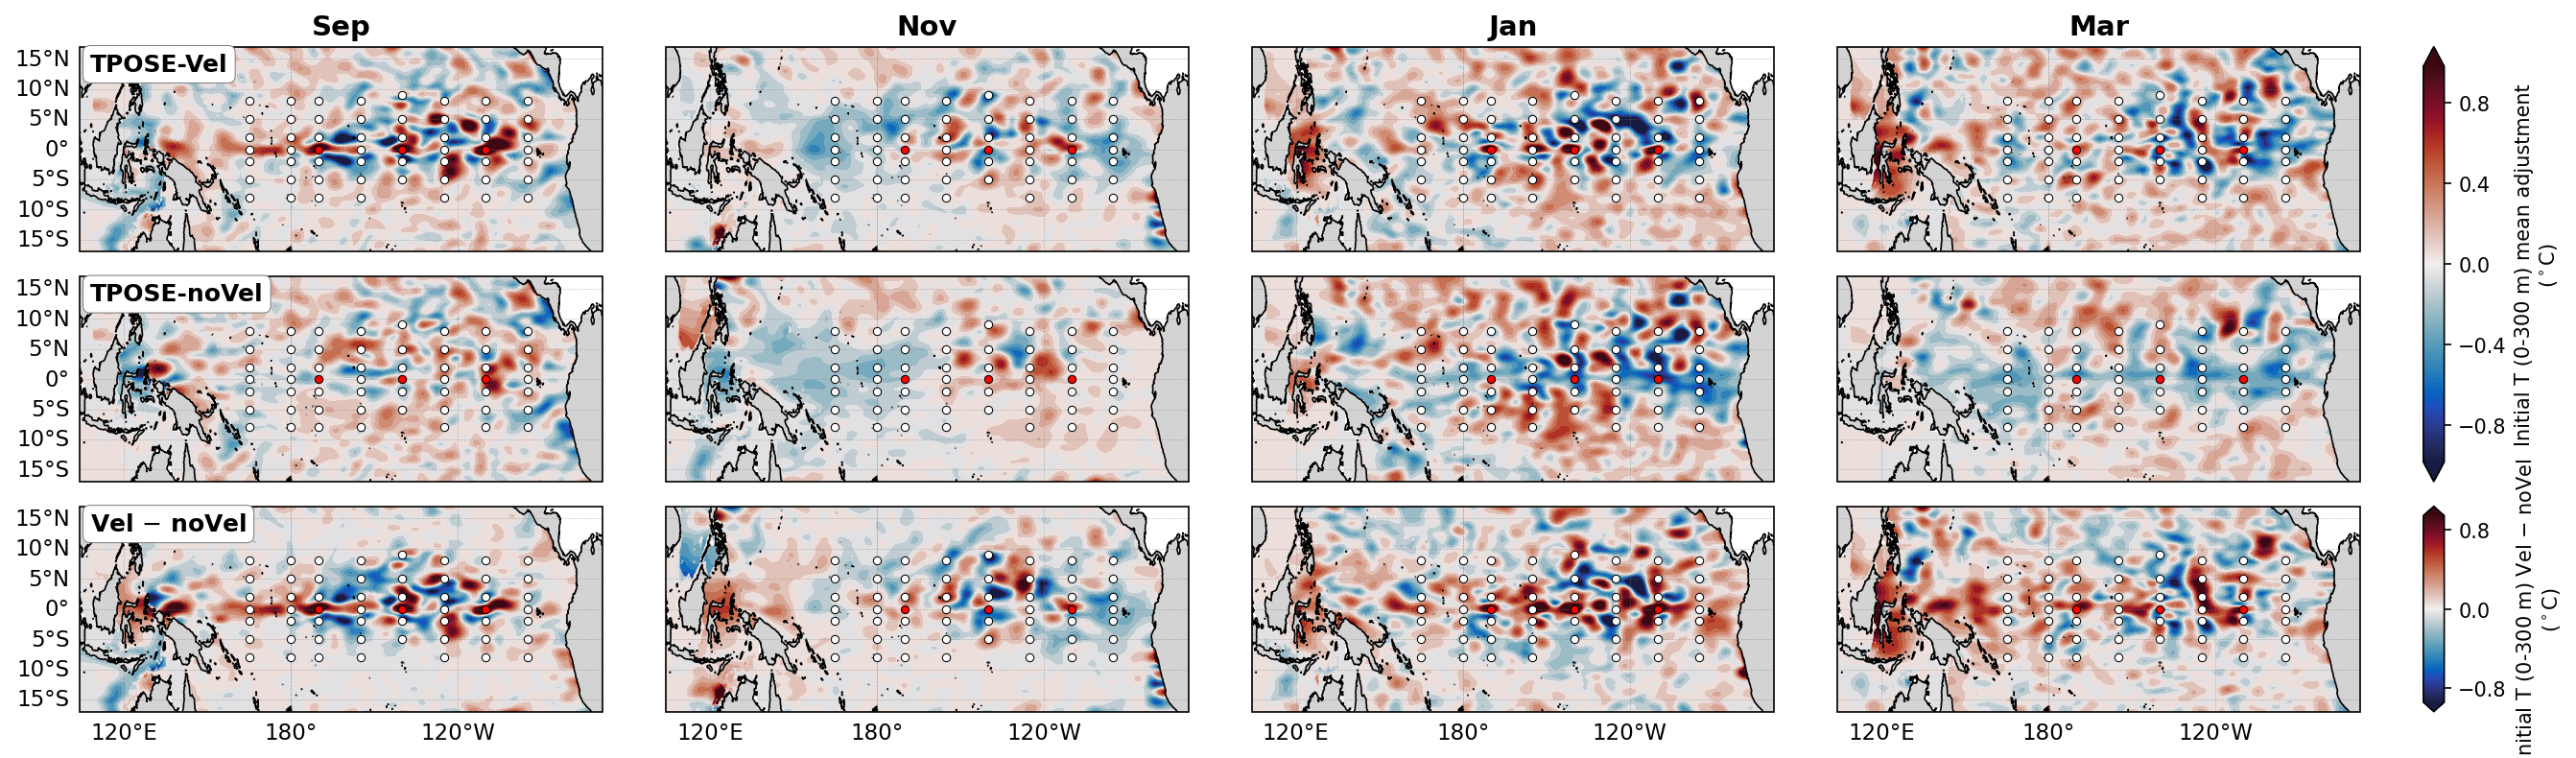 Sep Nov Jan Mar
TPOSE-Vel
15°N
10°N
5°N
0°
5°S
10°S
15°S
TPOSE-noVel
15°N
10°N
5°N
0°
5°S
10°S
15°S
Vel − noVel
15°N
10°N
5°N
0°
5°S
10°S
15°S
120°E 180° 120°W 120°E 180° 120°W 120°E 180° 120°W 120°E 180° 120°W
0.8
0.4
0.0
−0.4
−0.8
Initial T (0-300 m) mean adjustment
(°C)
0.8
0.0
−0.8
nitial T (0-300 m) Vel − noVel
(°C)